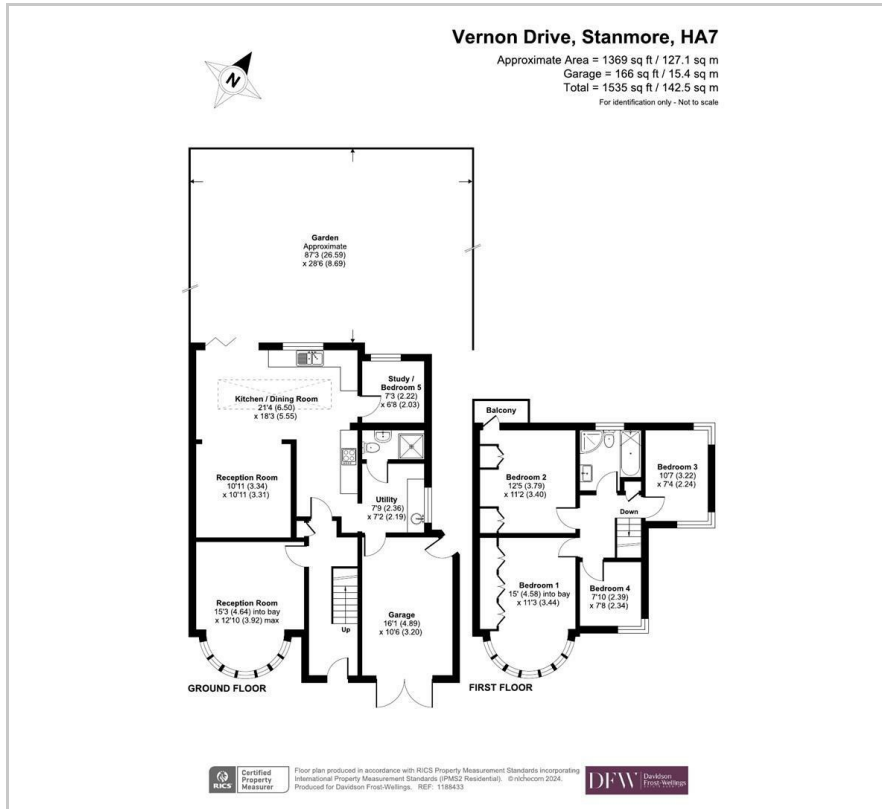 Vernon Drive, Stanmore, HA7
Approximate Area = 1369 sq ft / 127.1 sq m
Garage = 166 sq ft / 15.4 sq m
Total = 1535 sq ft / 142.5 sq m
For identification only - Not to scale
N
Garden
Approximate
87'3 (26.59)
x 28'6 (8.69)
Kitchen / Dining Room
21'4 (6.50)
x 18'3 (5.55)
Study /
Bedroom 5
7'3 (2.22)
x 6'8 (2.03)
Reception Room
10'11 (3.34)
x 10'11 (3.31)
Utility
7'9 (2.36)
x 7'2 (2.19)
Reception Room
15'3 (4.64) into bay
x 12'10 (3.92) max
Up
Garage
16'1 (4.89)
x 10'6 (3.20)
GROUND FLOOR
Balcony
Bedroom 2
12'5 (3.79)
x 11'2 (3.40)
Bedroom 3
10'7 (3.22)
x 7'4 (2.24)
Down
Bedroom 1
15' (4.58) into bay
x 11'3 (3.44)
Bedroom 4
7'10 (2.39)
x 7'8 (2.34)
FIRST FLOOR
RICS
Certified
Property
Measurer
Floor plan produced in accordance with RICS Property Measurement Standards incorporating
International Property Measurement Standards (IPMS2 Residential). © nichecom 2024.
Produced for Davidson Frost-Wellings. REF: 1188433
DFW
Davidson
Frost-Wellings